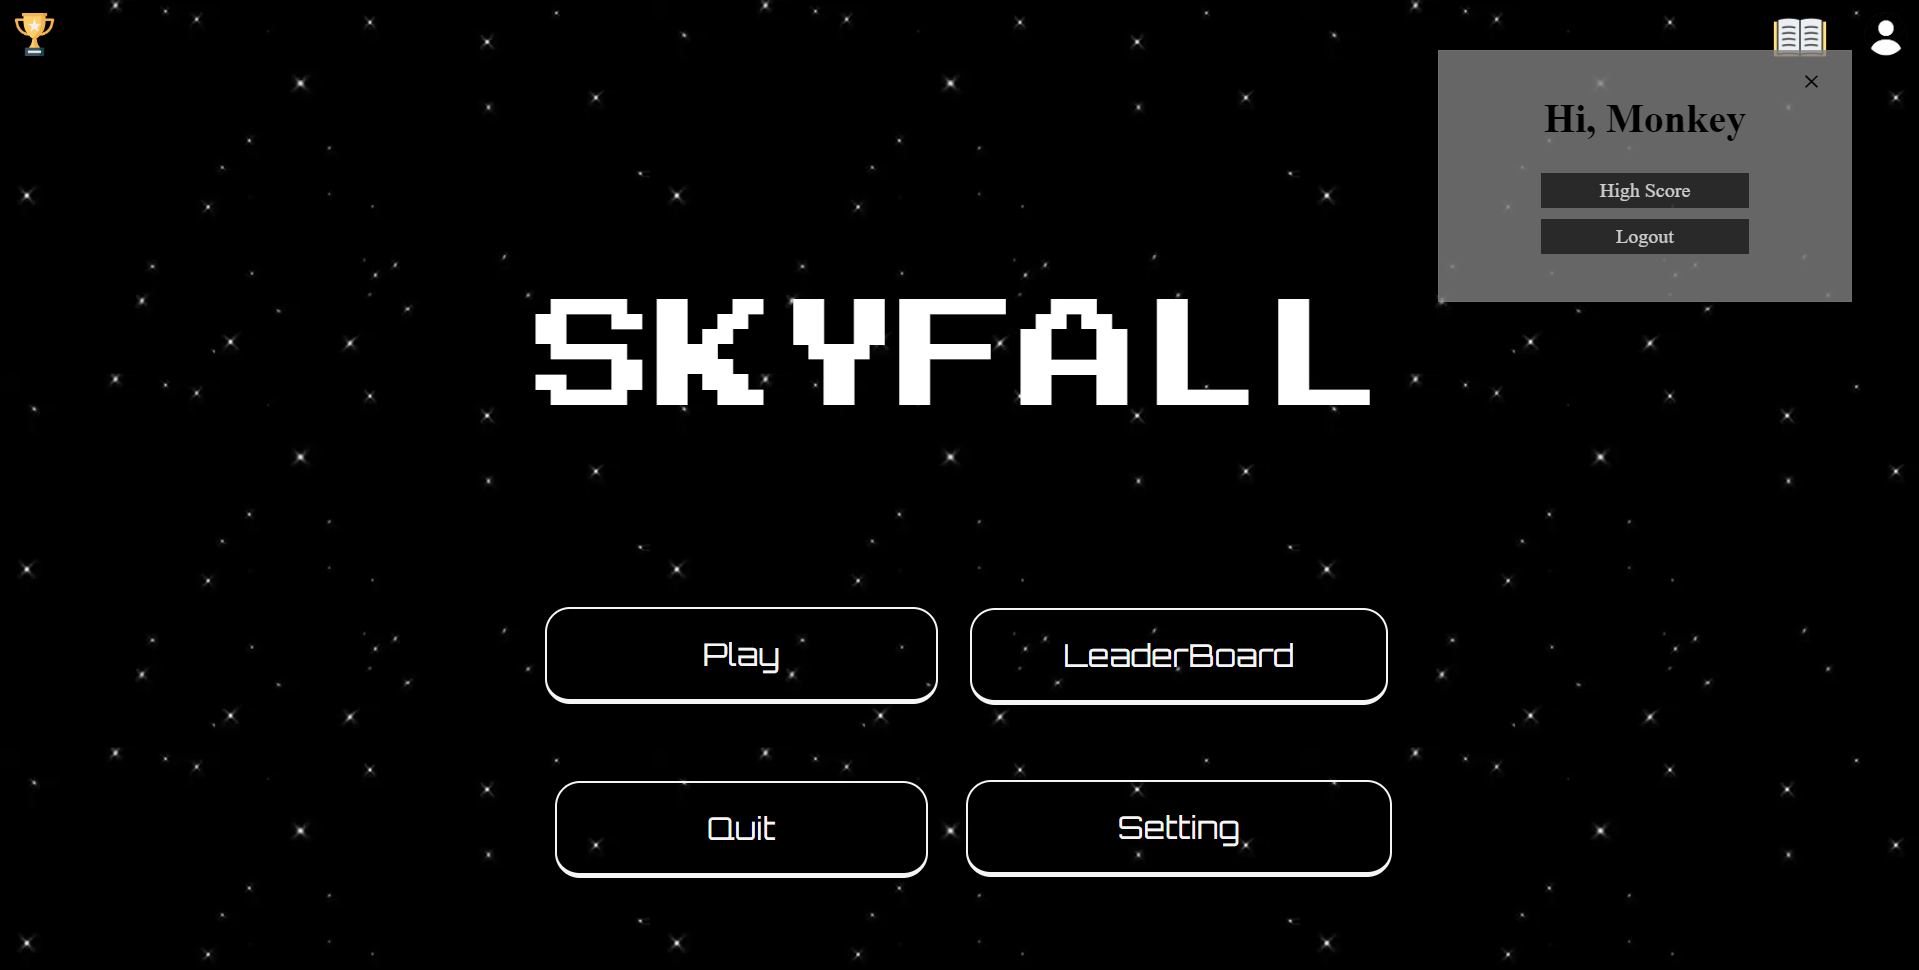 Hi, Monkey
High Score
Logout
SKYFALL
Play
LeaderBoard
Quit
Setting